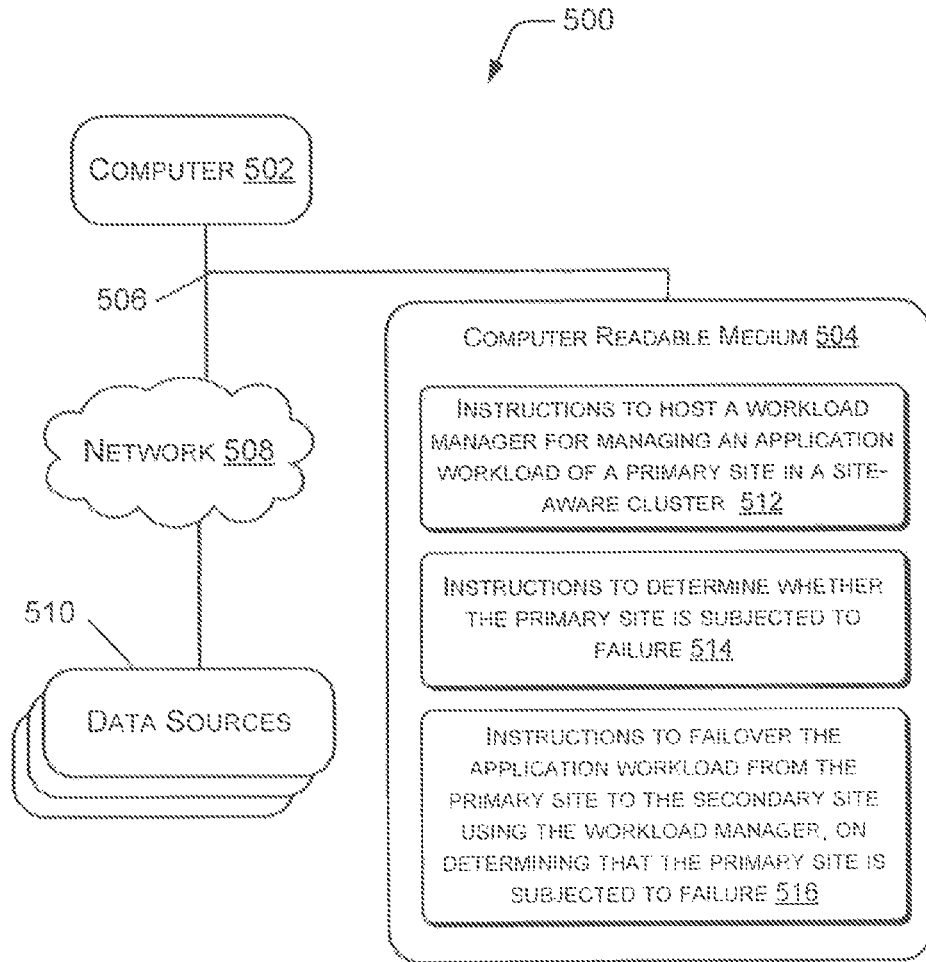 500
COMPUTER 502
506
COMPUTER READABLE MEDIUM 504
INSTRUCTIONS TO HOST A WORKLOAD
MANAGER FOR MANAGING AN APPLICATION
WORKLOAD OF A PRIMARY SITE IN A SITE-
AWARE CLUSTER 512
NETWORK 508
INSTRUCTIONS TO DETERMINE WHETHER
THE PRIMARY SITE IS SUBJECTED TO
FAILURE 514
510
DATA SOURCES
INSTRUCTIONS TO FAILOVER THE
APPLICATION WORKLOAD FROM THE
PRIMARY SITE TO THE SECONDARY SITE
USING THE WORKLOAD MANAGER, ON
DETERMINING THAT THE PRIMARY SITE IS
SUBJECTED TO FAILURE 516